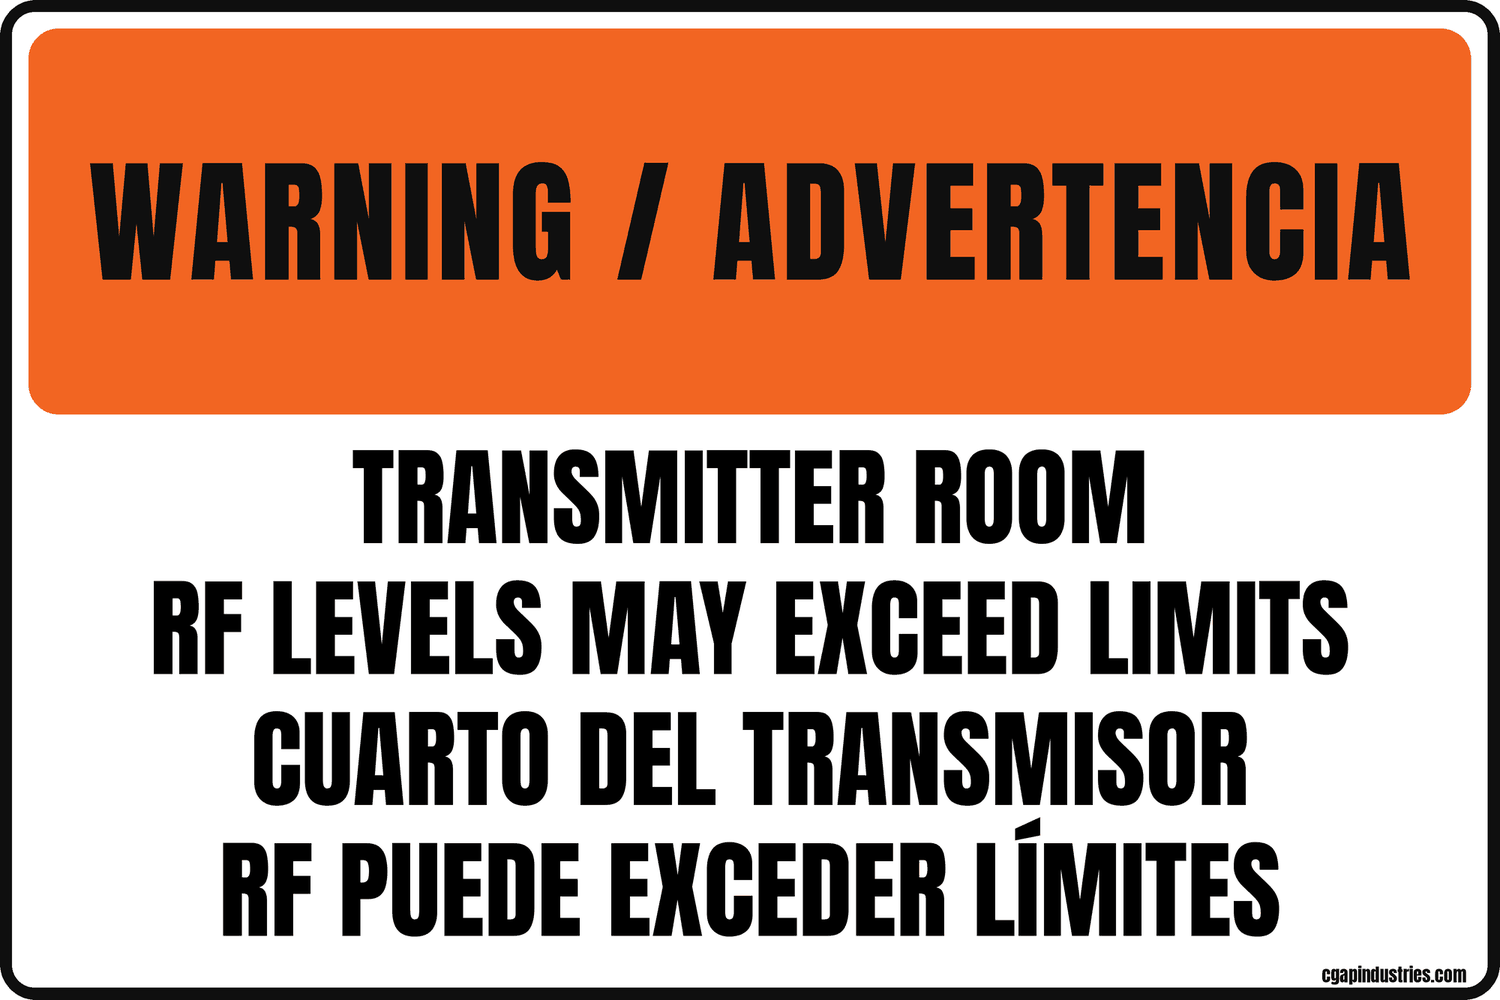 WARNING / ADVERTENCIA
TRANSMITTER ROOM
RF LEVELS MAY EXCEED LIMITS
CUARTO DEL TRANSMISOR
RF PUEDE EXCEDER LÍMITES
cgapindustries.com